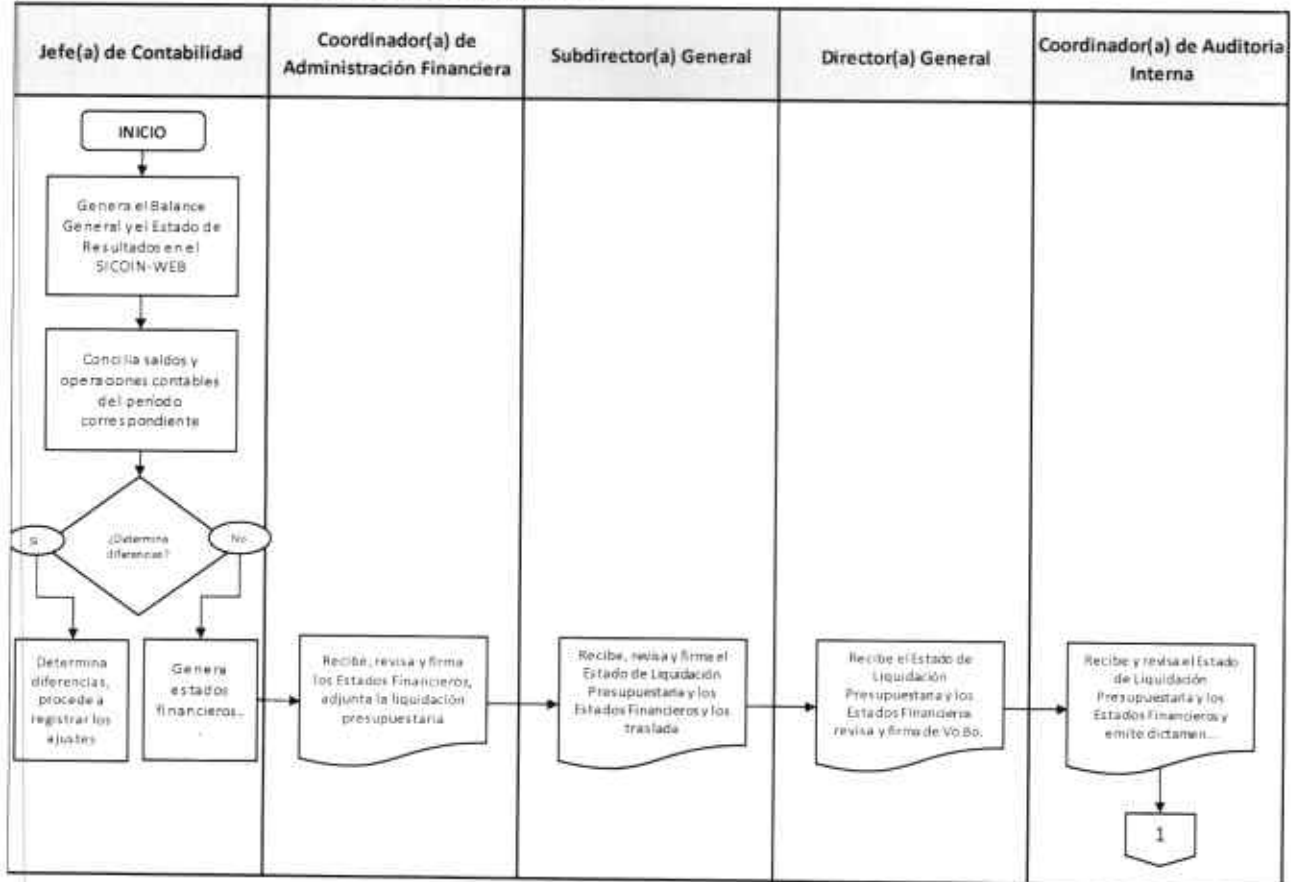 Jefe(a) de Contabilidad
Coordinador(a) de
Administración Financiera
Subdirector(a) General
Director(a) General
Coordinador(a) de Auditoria
Interna
INICIO
Genera el Balance
General y el Estado de
Resultados en el
SICOIN-WEB
Concilia saldos y
operaciones contables
del período
correspondiente
¿Determina
diferencias?
Si
No
Determina
diferencias,
procede a
registrar los
ajustes
Genera
estados
financieros..
.
Recibe, revisa y firma
los Estados Financieros,
adjunta la liquidación
presupuestaria
Recibe, revisa y firma el
Estado de Liquidación
Presupuestaria y los
Estados Financieros y los
traslada
Recibe el Estado de
Liquidación
Presupuestaria y los
Estados Financieros
revisa y firma de Vo.Bo.
Recibe y revisa el Estado
de Liquidación
Presupuestaria y los
Estados Financieros y
emite dictamen...
1